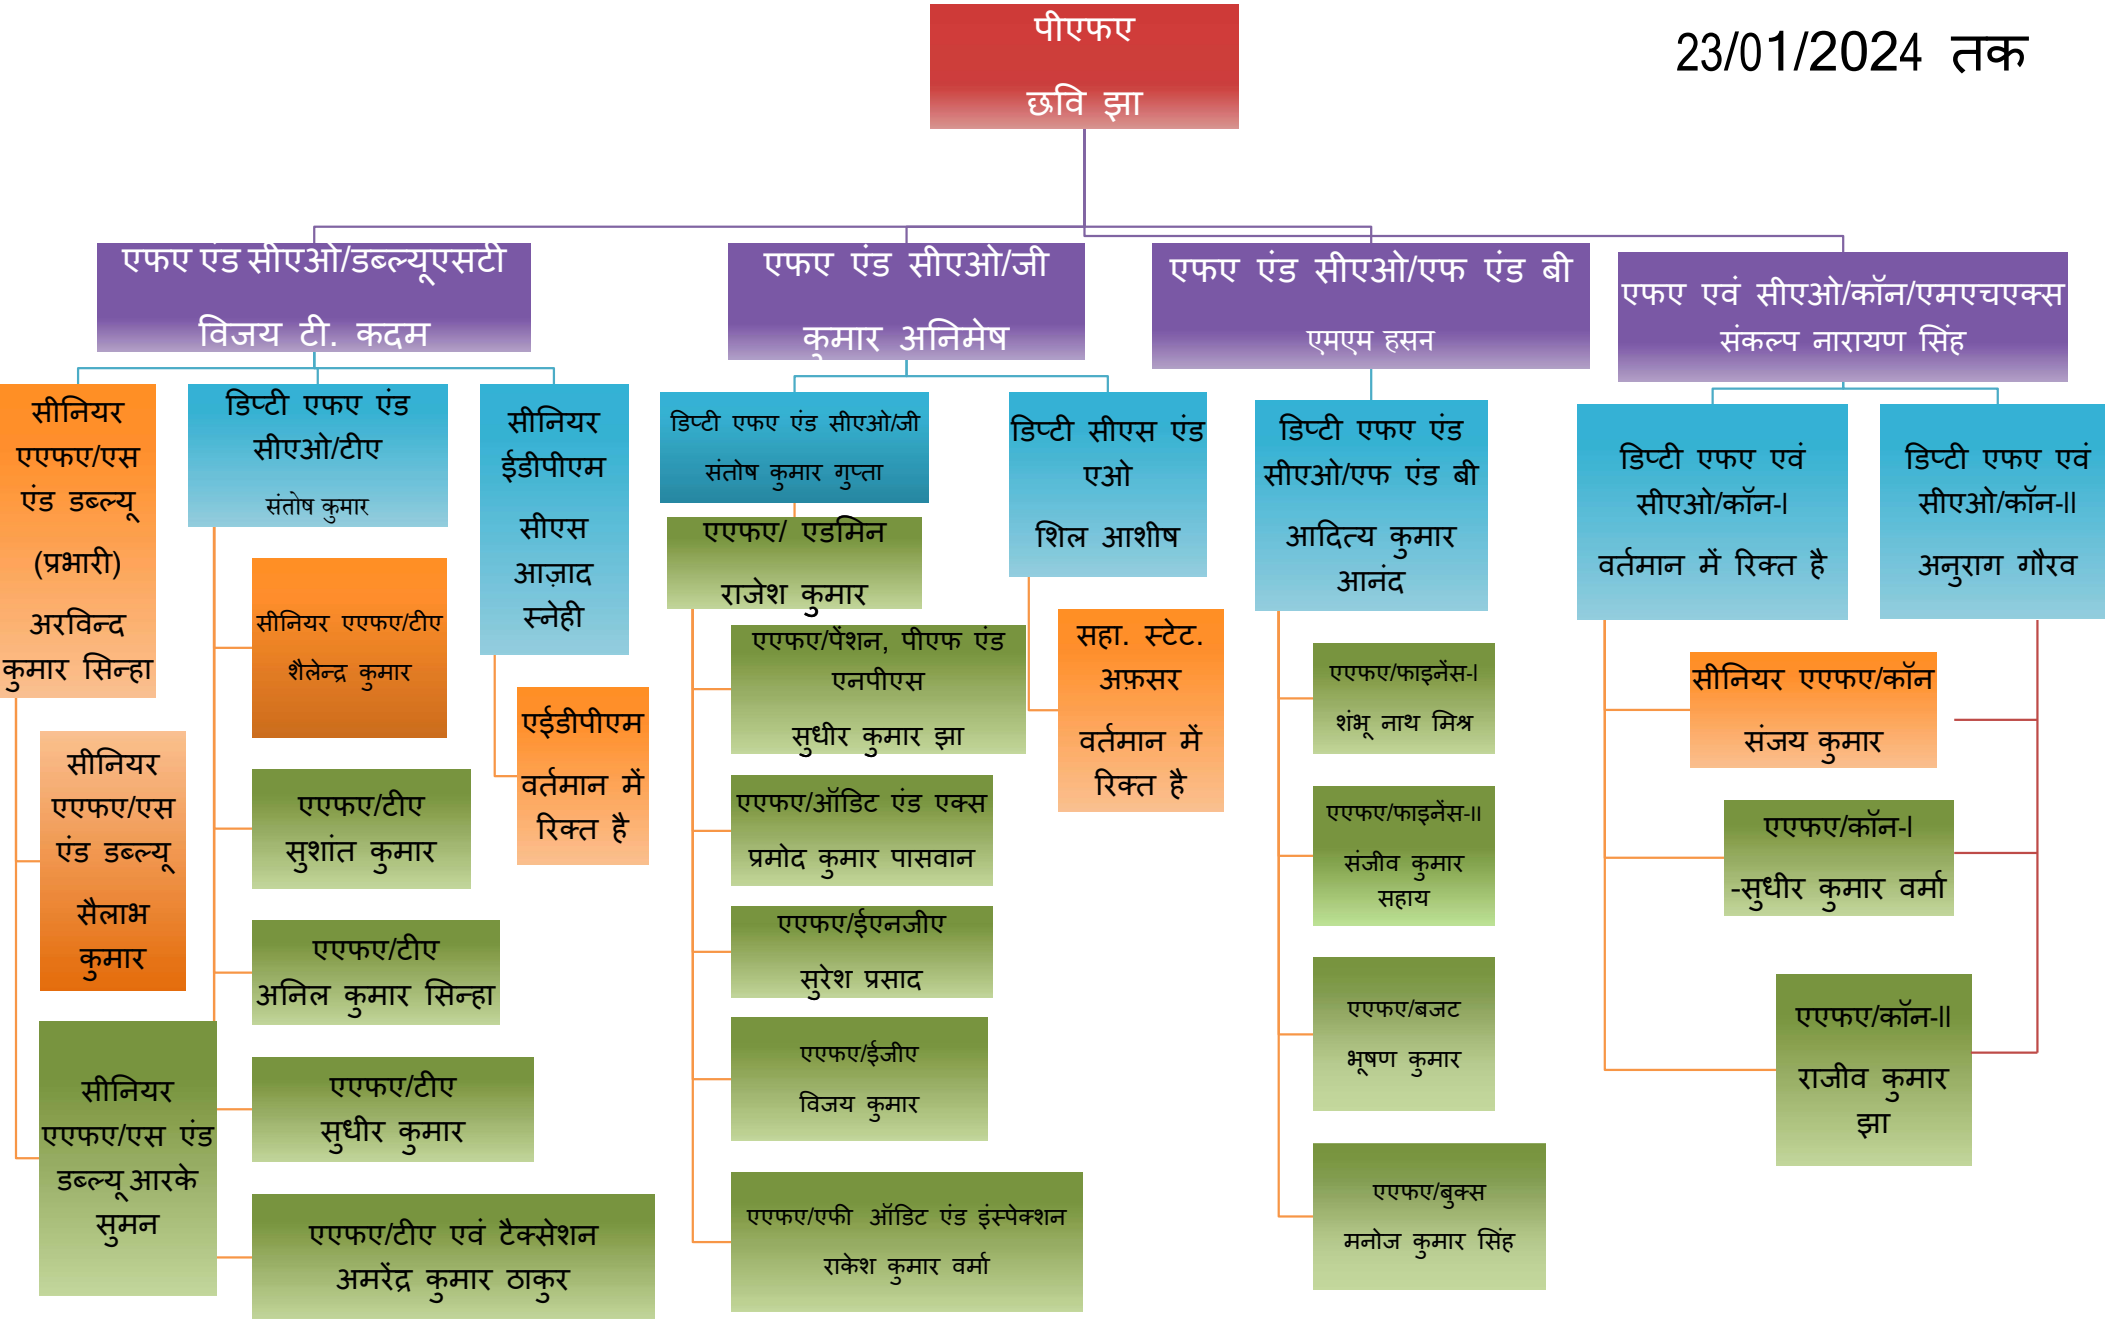 पीएफए
छवि झा
23/01/2024 तक
एफए एंड सीएओ/डब्ल्यूएसटी
विजय टी. कदम
एफए एंड सीएओ/जी
कुमार अनिमेष
एफए एंड सीएओ/एफ एंड बी
एमएम हसन
एफए एवं सीएओ/कॉन/एमएचएक्स
संकल्प नारायण सिंह
सीनियर
एएफए/एस
एंड डब्ल्यू
(प्रभारी)
अरविन्द
कुमार सिन्हा
डिप्टी एफए एंड
सीएओ/टीए
संतोष कुमार
सीनियर
ईडीपीएम
सीएस
आज़ाद
स्नेही
डिप्टी एफए एंड सीएओ/जी
संतोष कुमार गुप्ता
डिप्टी सीएस एंड
एओ
शिल आशीष
डिप्टी एफए एंड
सीएओ/एफ एंड बी
आदित्य कुमार
आनंद
डिप्टी एफए एवं
सीएओ/कॉन-I
वर्तमान में रिक्त है
डिप्टी एफए एवं
सीएओ/कॉन-II
अनुराग गौरव
सीनियर
एएफए/एस
एंड डब्ल्यू
सैलाभ
कुमार
सीनियर
एएफए/एस एंड
डब्ल्यू आरके
सुमन
सीनियर एएफए/टीए
शैलेन्द्र कुमार
एएफए/टीए
सुशांत कुमार
एएफए/टीए
अनिल कुमार सिन्हा
एएफए/टीए
सुधीर कुमार
एएफए/टीए एवं टैक्सेशन
अमरेंद्र कुमार ठाकुर
एईडीपीएम
वर्तमान में
रिक्त है
एएफए/ एडमिन
राजेश कुमार
एएफए/पेंशन, पीएफ एंड
एनपीएस
सुधीर कुमार झा
एएफए/ऑडिट एंड एक्स
प्रमोद कुमार पासवान
एएफए/ईएनजीए
सुरेश प्रसाद
एएफए/ईजीए
विजय कुमार
एएफए/एफी ऑडिट एंड इंस्पेक्शन
राकेश कुमार वर्मा
सहा. स्टेट.
अफ़सर
वर्तमान में
रिक्त है
एएफए/फाइनेंस-I
शंभू नाथ मिश्र
एएफए/फाइनेंस-II
संजीव कुमार
सहाय
एएफए/बजट
भूषण कुमार
एएफए/बुक्स
मनोज कुमार सिंह
सीनियर एएफए/कॉन
संजय कुमार
एएफए/कॉन-I
-सुधीर कुमार वर्मा
एएफए/कॉन-II
राजीव कुमार
झा